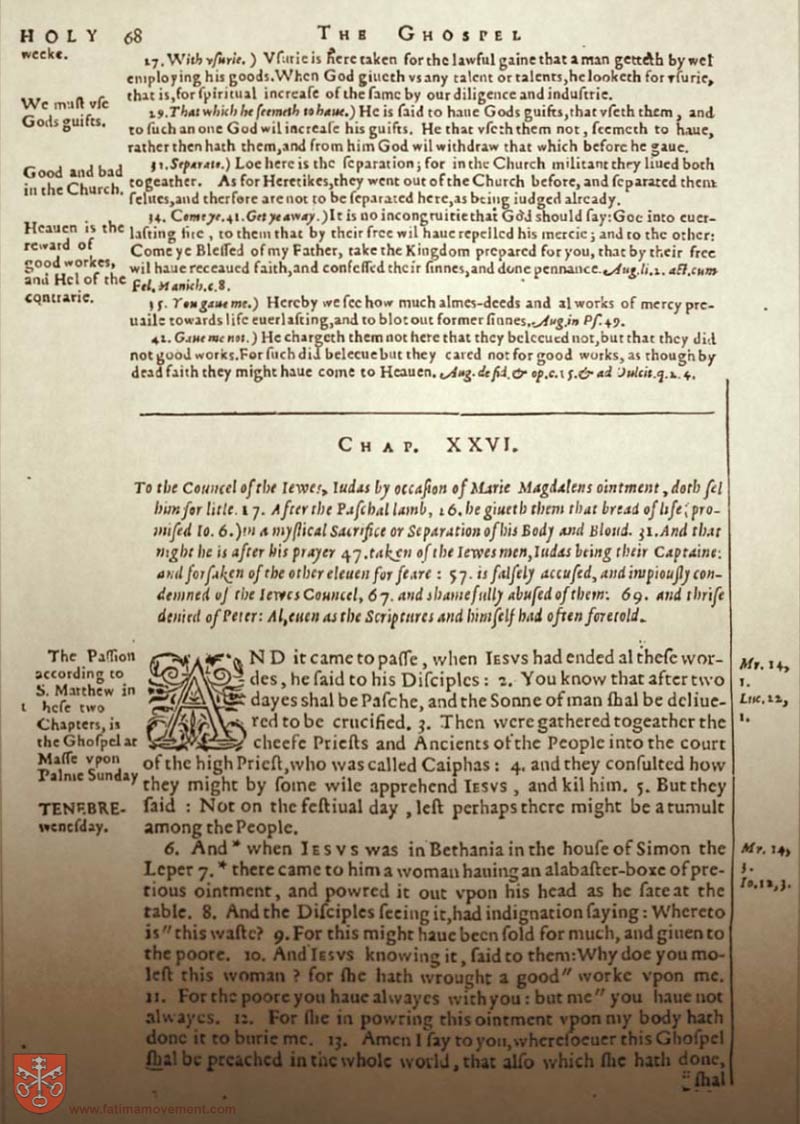 HOLY 68 THE GHOSPEL
weeke.
17. With vſurie.) Vſurie is here taken for the lawful gaine that a man getteth by wel
employing his goods. When God giueth vs any talent or talents, he looketh for vſurie,
that is, for ſpiritual increaſe of the ſame by our diligence and induſtrie.
We muſt vſe
Gods guifts.
29. That which he ſeemeth to haue.) He is ſaid to haue Gods guifts, that vſeth them, and
to ſuch an one God wil increaſe his guifts. He that vſeth them not, ſeemeth to haue,
rather then hath them, and from him God wil withdraw that which before he gaue.
Good and bad
in the Church.
31. Separate.) Loe here is the ſeparation; for in the Church militant they liued both
togeather. As for Heretikes, they went out of the Church before, and ſeparated them
ſelues, and therfore are not to be ſeparated here, as being iudged already.
Heauen is the
reward of
good workes,
and Hel of the
contrarie.
34. Come ye. 41. Get ye away.) It is no incongruitie that God ſhould ſay: Goe into euer-
laſting fire, to them that by their free wil haue repelled his mercie; and to the other:
Come ye Bleſſed of my Father, take the Kingdom prepared for you, that by their free
wil haue receaued faith, and confeſſed their ſinnes, and done pennance. Aug. li. 2. act. cum
Fel. Manich. c. 8.
35. You gaue me.) Hereby we ſee how much almes-deeds and al works of mercy pre-
uaile towards life euerlaſting, and to blot out former ſinnes. Aug. in Pſ. 49.
42. Gaue me not.) He chargeth them not here that they beleeued not, but that they did
not good works. For ſuch did beleeue but they cared not for good works, as though by
dead faith they might haue come to Heauen. Aug. de fid. & op. c. 15. & ad Dulcit. q. 2. 4.
CHAP. XXVI.
To the Councel of the Iewes, Iudas by occaſion of Marie Magdalens ointment, doth ſel
him for litle. 17. After the Paſchal lamb, 26. he giueth them that bread of life; pro-
miſed Io. 6.) in a myſtical Sacrifice or Separation of his Body and Bloud. 31. And that
night he is after his prayer 47. taken of the Iewes men, Iudas being their Captaine:
and forſaken of the other eleuen for feare: 57. is falſely accuſed, and impiouſly con-
demned of the Iewes Councel, 67. and ſhamefully abuſed of them: 69. and thriſe
denied of Peter: Al, euen as the Scriptures and himſelf had often foretold.
The Paſſion
according to
S. Matthew in
theſe two
Chapters, is
the Ghoſpel at
Maſſe vpon
Palme Sunday
TENEBRE-
weneſday.
AND it came to paſſe, when IESVS had ended al theſe wor-
des, he ſaid to his Diſciples: 2. You know that after two
dayes ſhal be Paſche, and the Sonne of man ſhal be deliue-
red to be crucified. 3. Then were gathered togeather the
cheefe Prieſts and Ancients of the People into the court
of the high Prieſt, who was called Caiphas: 4. and they conſulted how
they might by ſome wile apprehend IESVS, and kil him. 5. But they
ſaid: Not on the feſtiual day, left perhaps there might be a tumult
among the People.
Mr. 14,
1.
Luc. 22,
1.
6. And * when IESVS was in Bethania in the houſe of Simon the
Leper 7. * there came to him a woman hauing an alabaſter-boxe of pre-
tious ointment, and powred it out vpon his head as he ſate at the
table. 8. And the Diſciples ſeeing it, had indignation ſaying: Whereto
is " this waſte? 9. For this might haue been ſold for much, and giuen to
the poore. 10. And IESVS knowing it, ſaid to them: Why doe you mo-
leſt this woman? for ſhe hath wrought a good " worke vpon me.
11. For the poore you haue alwayes with you: but me " you haue not
alwayes. 12. For ſhe in powring this ointment vpon my body hath
done it to burie me. 13. Amen I ſay to you, whereſoeuer this Ghoſpel
ſhal be preached in the whole world, that alſo which ſhe hath done,
ſhal
Mr. 14,
3.
Io. 12, 3.
www.fatimamovement.com